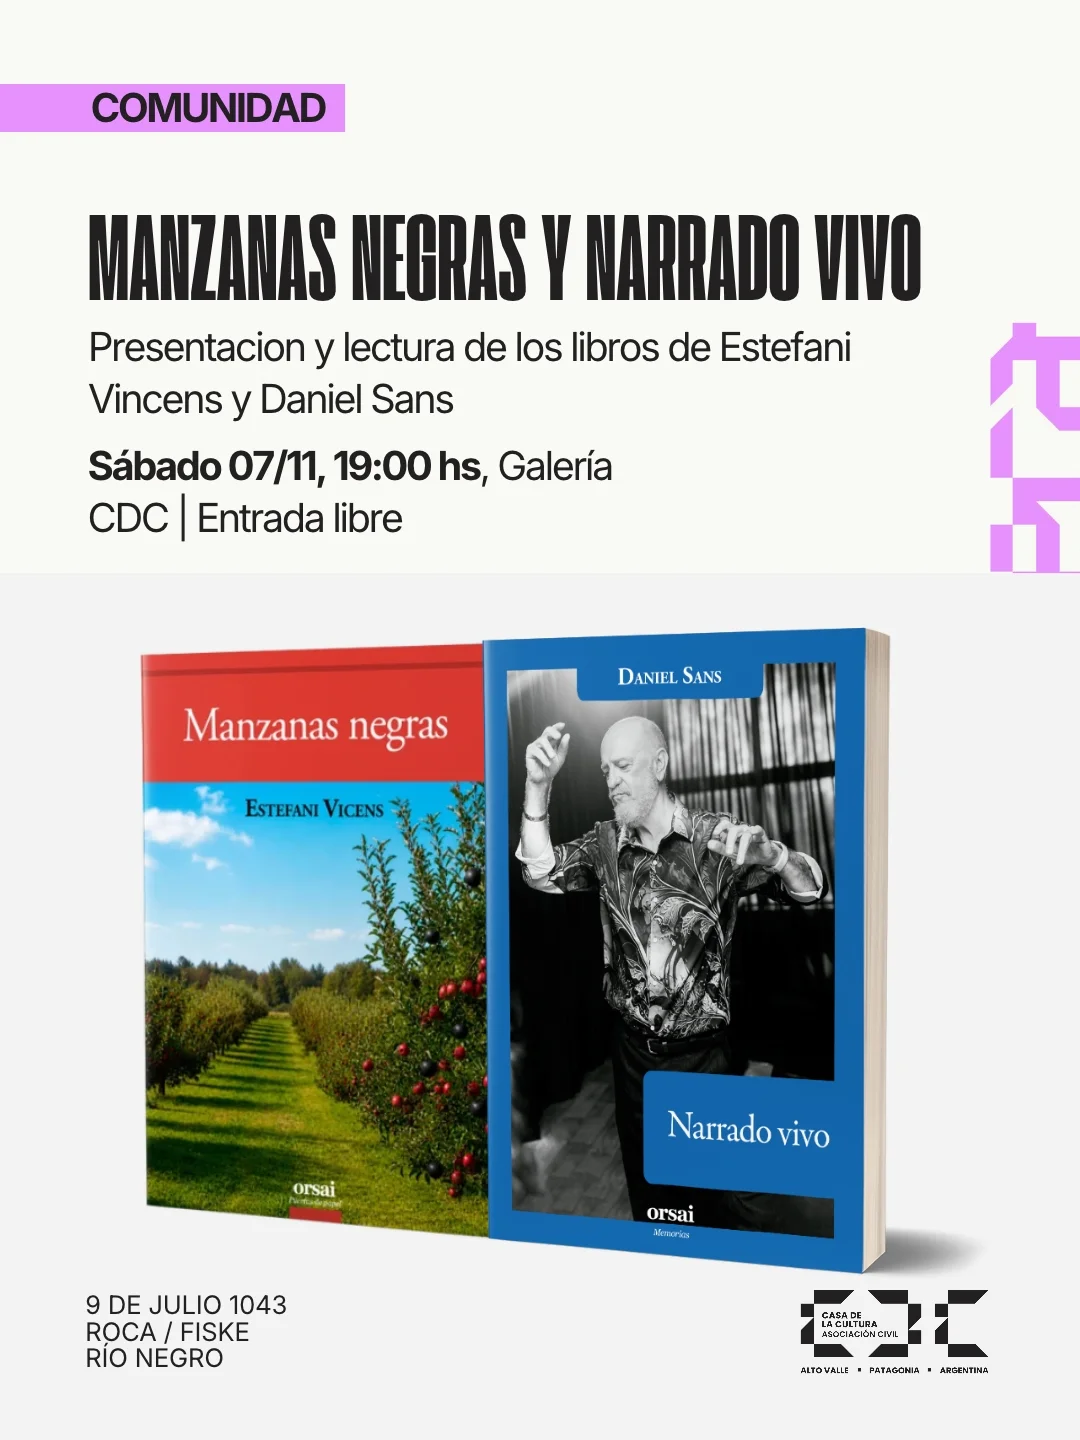 COMUNIDAD
MANZANAS NEGRAS Y NARRADO VIVO
Presentacion y lectura de los libros de Estefani
Vincens y Daniel Sans
Sábado 07/11, 19:00 hs, Galería
CDC | Entrada libre
Manzanas negras
ESTEFANI VICENS
orsai
DANIEL SANS
Narrado vivo
orsai
Memorias
9 DE JULIO 1043
ROCA / FISKE
RÍO NEGRO
CASA DE
LA CULTURA
ASOCIACIÓN CIVIL
ALTO VALLE ▪ PATAGONIA ▪ ARGENTINA